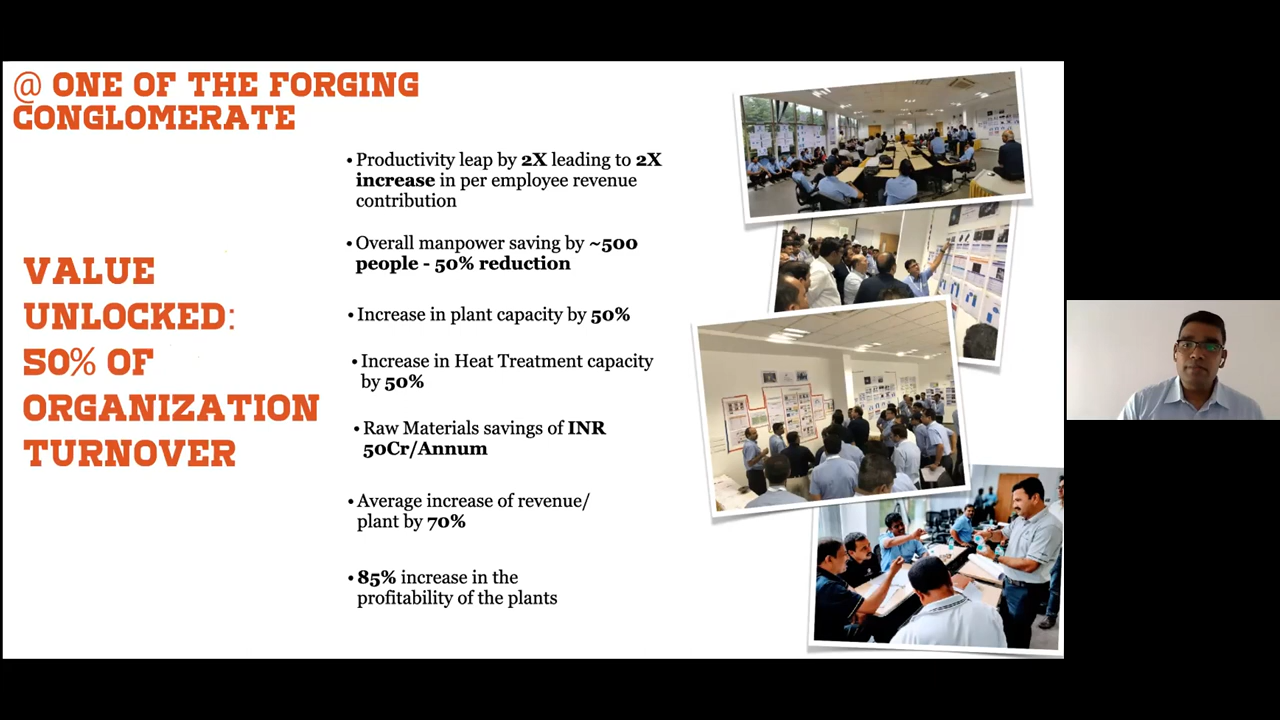 @ ONE OF THE FORGING
CONGLOMERATE
VALUE
UNLOCKED:
50% OF
ORGANIZATION
TURNOVER
• Productivity leap by 2X leading to 2X
increase in per employee revenue
contribution
• Overall manpower saving by ~500
people - 50% reduction
• Increase in plant capacity by 50%
• Increase in Heat Treatment capacity
by 50%
• Raw Materials savings of INR
50Cr/Annum
• Average increase of revenue/
plant by 70%
• 85% increase in the
profitability of the plants